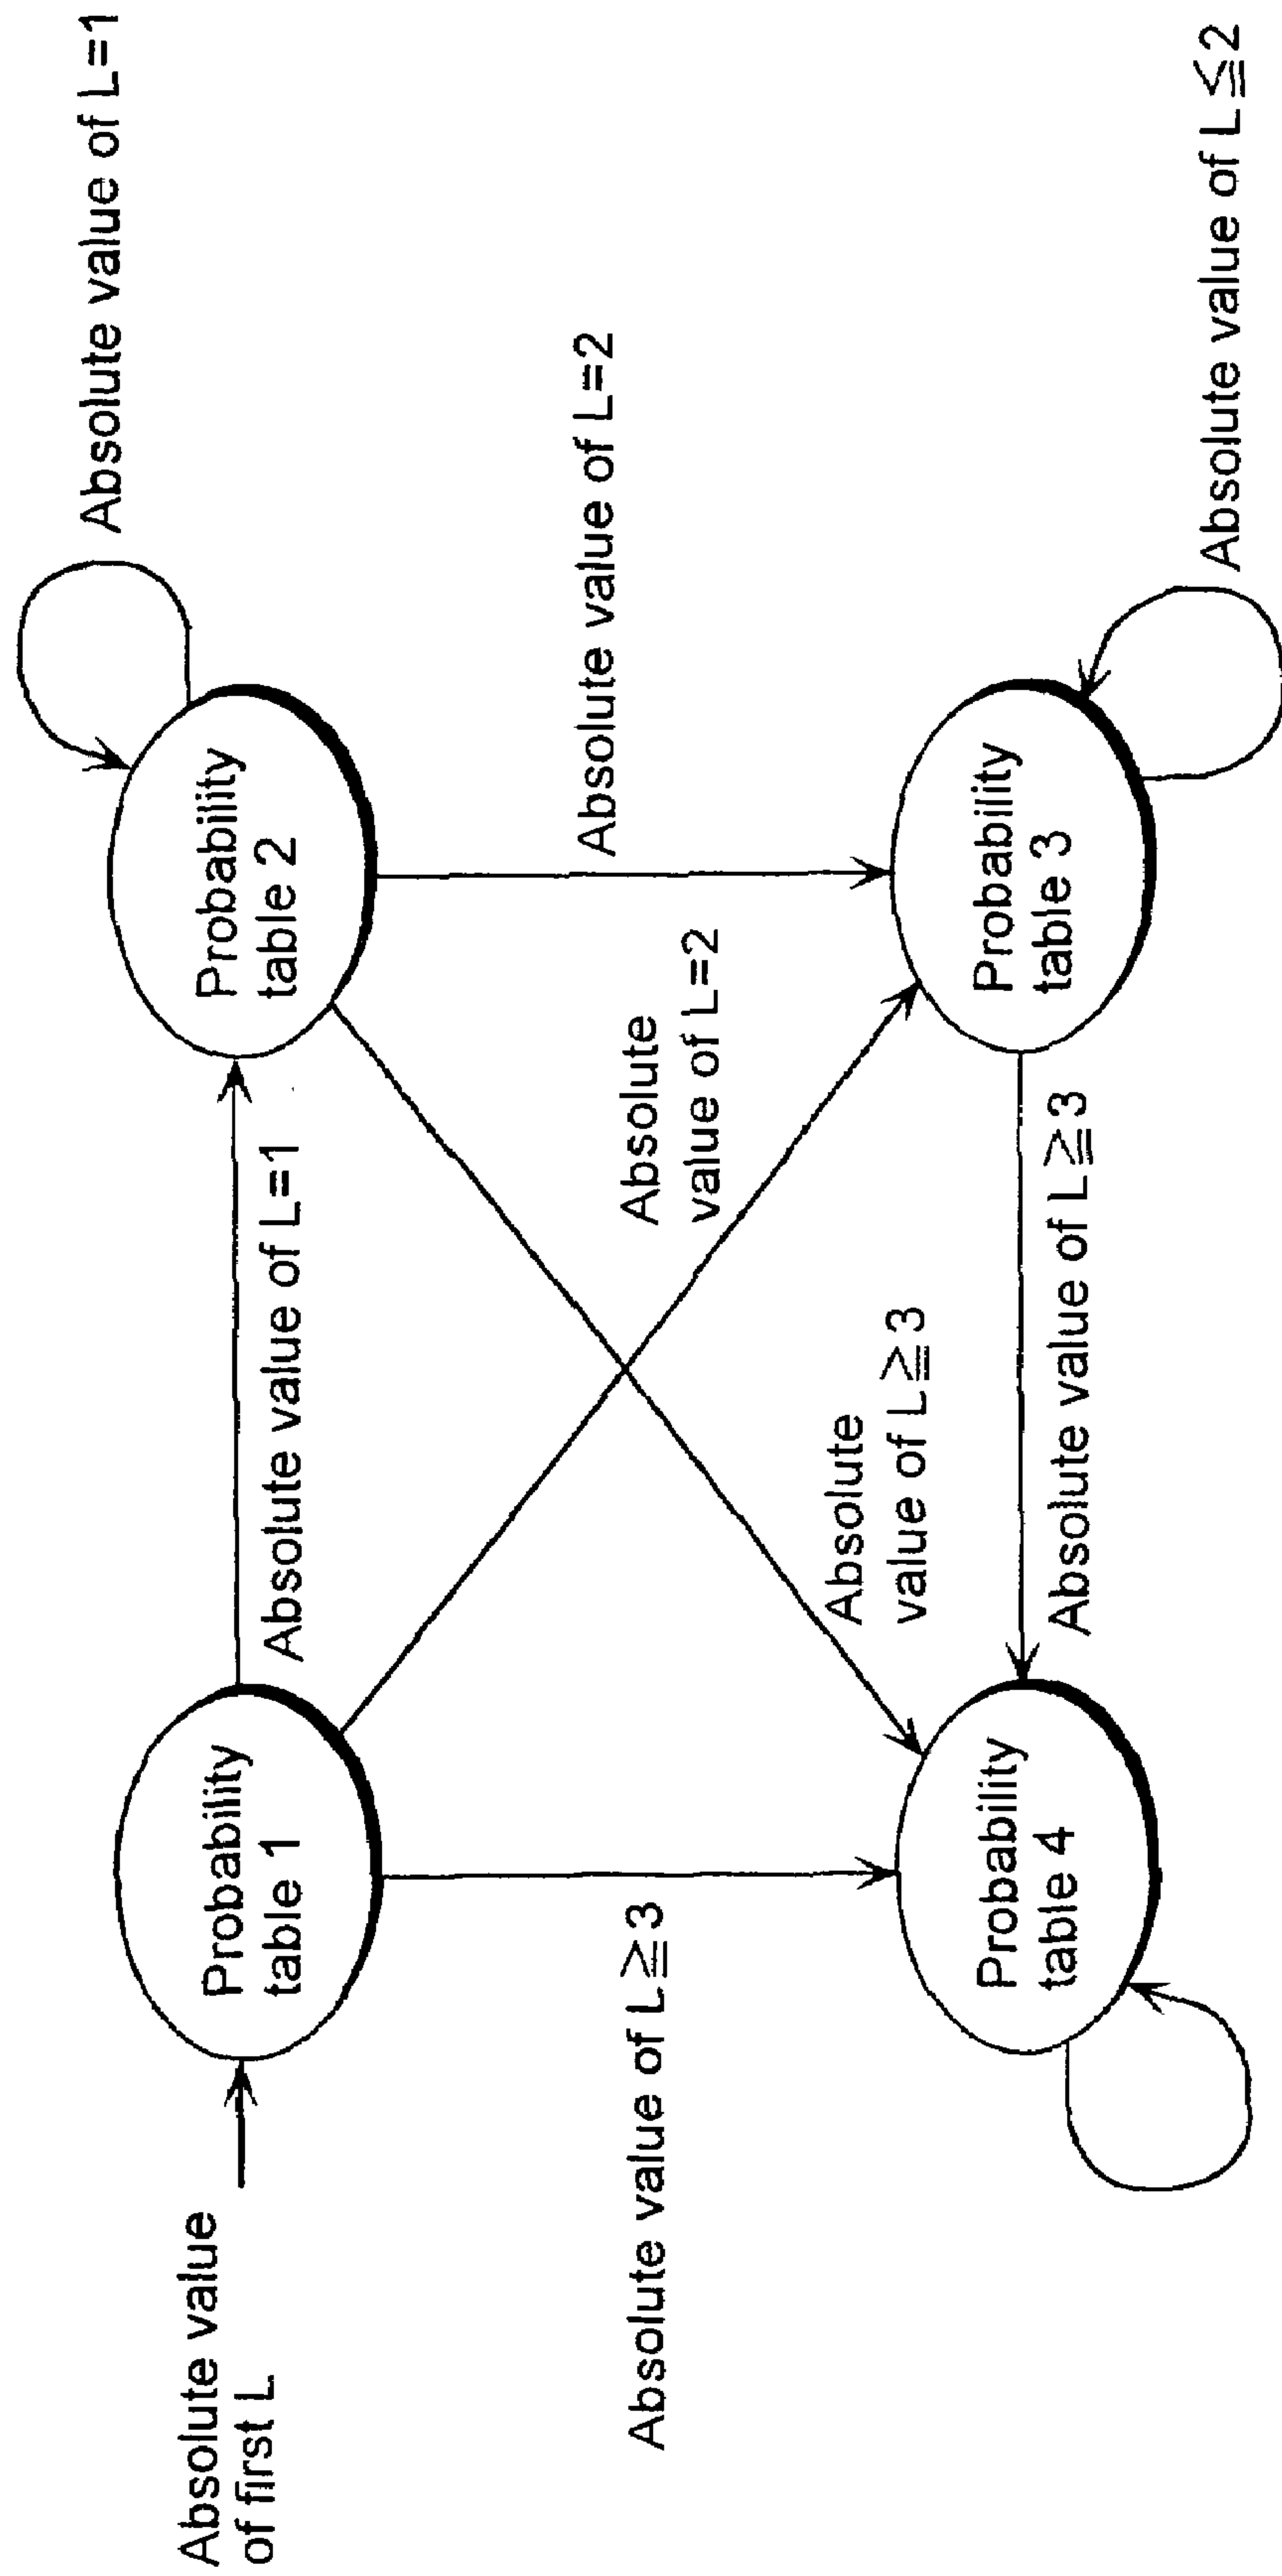 Absolute value
of first L
Probability
table 1
Absolute value of L=1
Probability
table 2
Absolute value of L=1
Absolute value of L≧3
Absolute
value of L=2
Absolute value of L=2
Absolute
value of L≧3
Probability
table 4
Absolute value of L≧3
Probability
table 3
Absolute value of L≦2